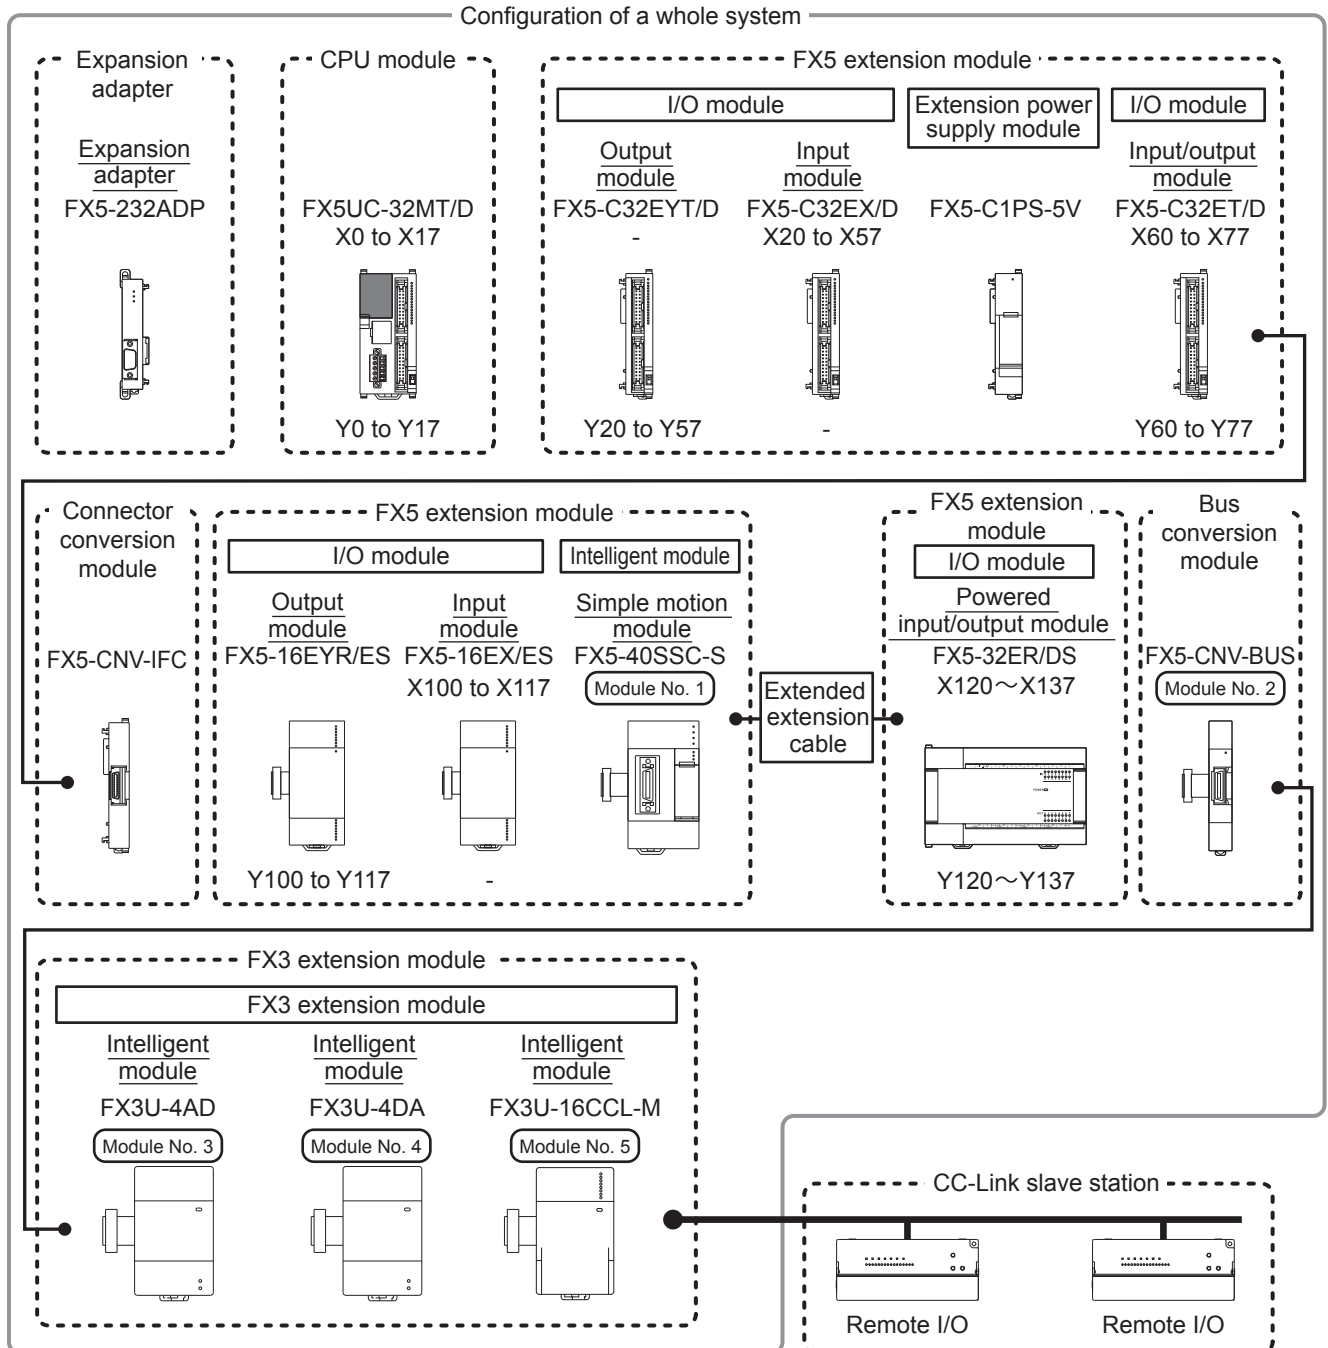 Configuration of a whole system
Expansion
adapter
Expansion
adapter
FX5-232ADP
CPU module
FX5UC-32MT/D
X0 to X17
Y0 to Y17
FX5 extension module
I/O module
Extension power
supply module
I/O module
Output
module
FX5-C32EYT/D
-
Y20 to Y57
Input
module
FX5-C32EX/D
X20 to X57
-
FX5-C1PS-5V
Input/output
module
FX5-C32ET/D
X60 to X77
Y60 to Y77
Connector
conversion
module
FX5-CNV-IFC
FX5 extension module
I/O module
Intelligent module
Output
module
FX5-16EYR/ES
Y100 to Y117
Input
module
FX5-16EX/ES
X100 to X117
-
Simple motion
module
FX5-40SSC-S
Module No. 1
Extended
extension
cable
FX5 extension
module
I/O module
Powered
input/output module
FX5-32ER/DS
X120～X137
Y120～Y137
Bus
conversion
module
FX5-CNV-BUS
Module No. 2
FX3 extension module
FX3 extension module
Intelligent
module
FX3U-4AD
Module No. 3
Intelligent
module
FX3U-4DA
Module No. 4
Intelligent
module
FX3U-16CCL-M
Module No. 5
CC-Link slave station
Remote I/O
Remote I/O